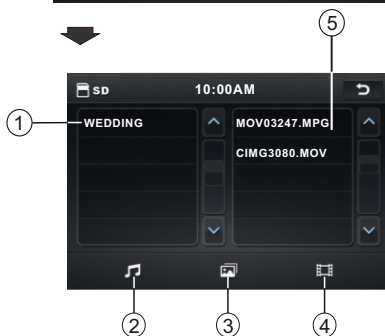 5
SD 10:00AM
1 WEDDING MOV03247.MPG
CIMG3080.MOV
2 3 4